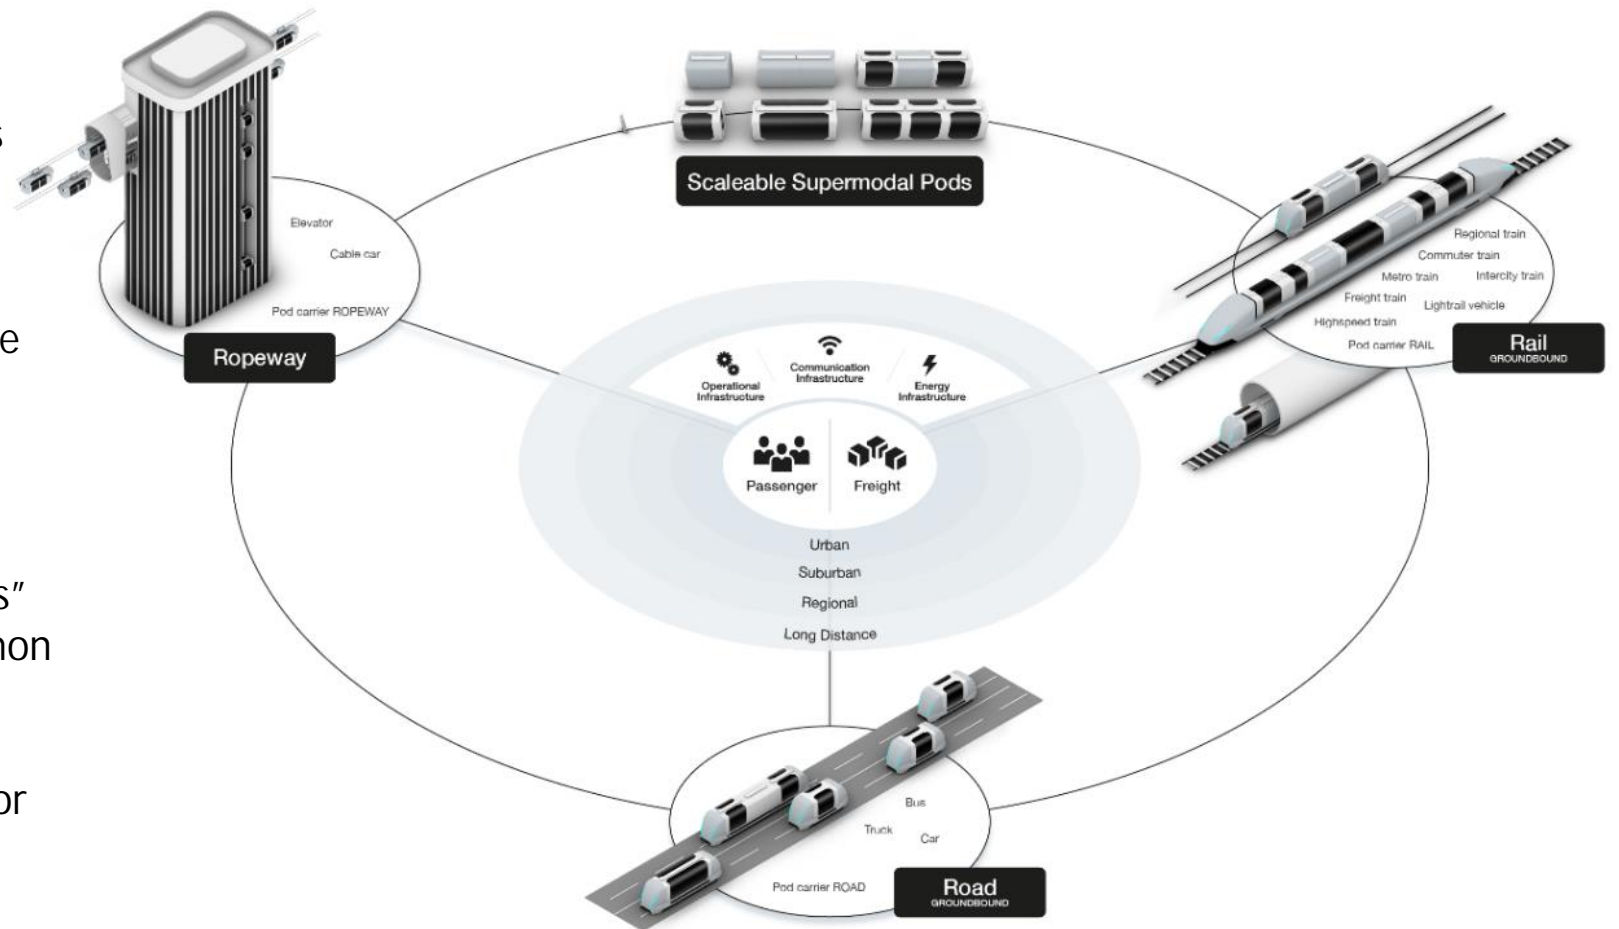 s
e
s"
non
or
Scaleable Supermodal Pods
Elevator
Cable car
Pod carrier ROPEWAY
Ropeway
Regional train
Commuter train
Metro train
Intercity train
Freight train
Lightrail vehicle
Highspeed train
Pod carrier RAIL
Rail
GROUNDBOUND
Operational
Infrastructure
Communication
Infrastructure
Energy
Infrastructure
Passenger
Freight
Urban
Suburban
Regional
Long Distance
Bus
Truck
Car
Pod carrier ROAD
Road
GROUNDBOUND